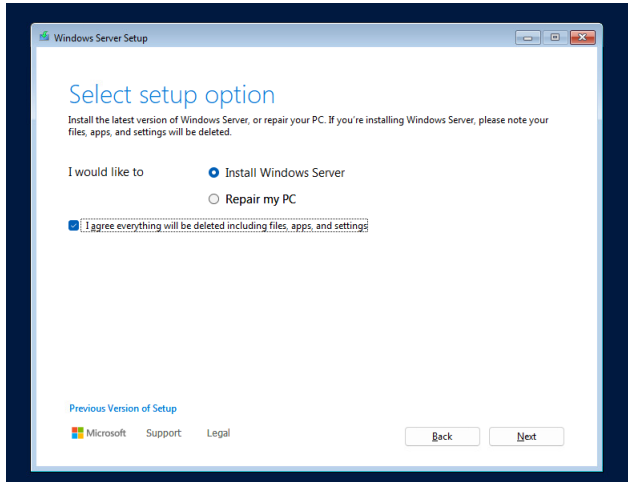 Windows Server Setup
Select setup option
Install the latest version of Windows Server, or repair your PC. If you're installing Windows Server, please note your
files, apps, and settings will be deleted.
I would like to
Install Windows Server
Repair my PC
I agree everything will be deleted including files, apps, and settings
Previous Version of Setup
Microsoft Support Legal
Back Next